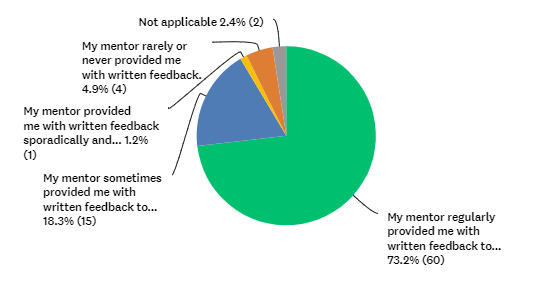 Not applicable 2.4% (2)
My mentor rarely or
never provided me
with written feedback.
4.9% (4)
My mentor provided
me with written feedback
sporadically and... 1.2%
(1)
My mentor sometimes
provided me with
written feedback to...
18.3% (15)
My mentor regularly
provided me with
written feedback to...
73.2% (60)